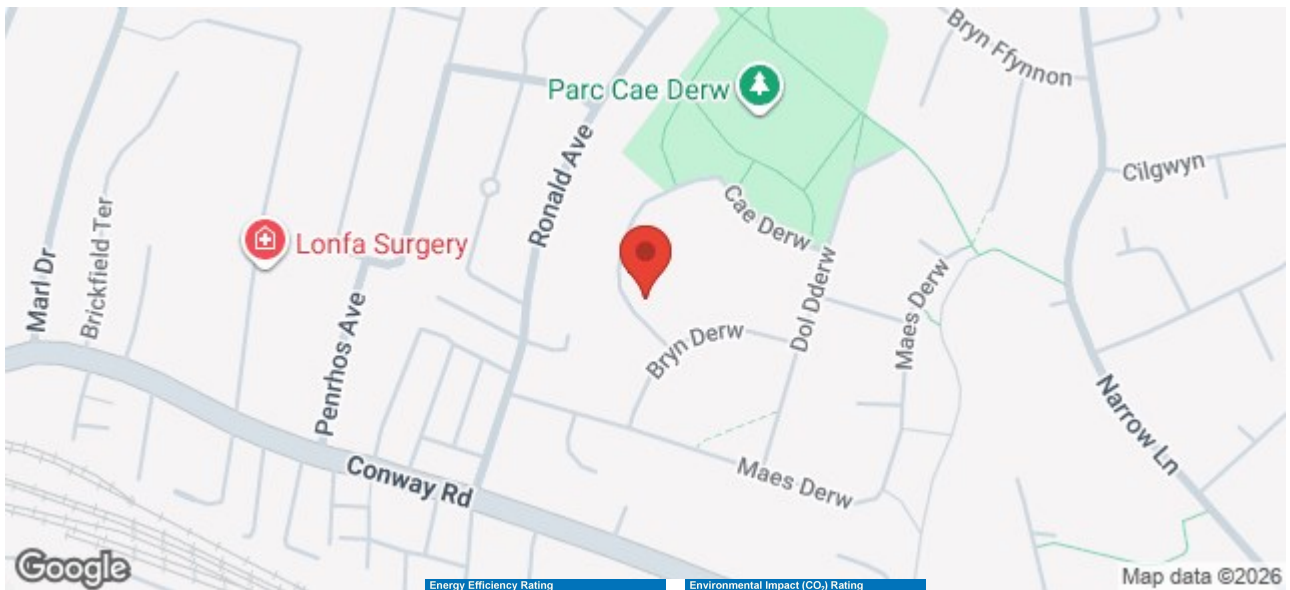 Bryn Ffynnon
Parc Cae Derw
Ronald Ave
Cilgwyn
Cae Derw
Brickfield Ter
Lonfa Surgery
Marl Dr
Dol Dderw
Maes Derw
Penrhos Ave
Bryn Derw
Narrow Ln
Conway Rd
Maes Derw
Google
Map data ©2026
Energy Efficiency Rating
Environmental Impact (CO₂) Rating